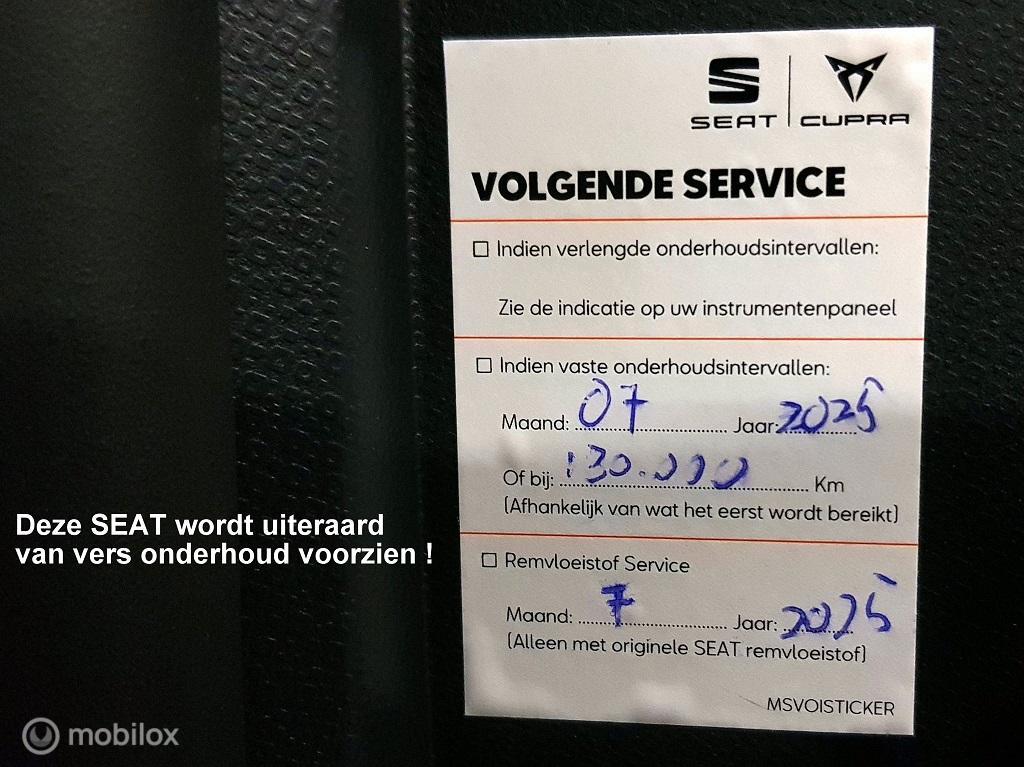 SEAT CUPRA
VOLGENDE SERVICE
Indien verlengde onderhoudsintervallen:
Zie de indicatie op uw instrumentenpaneel
Indien vaste onderhoudsintervallen:
Maand: 07 Jaar: 2025
Of bij: 30.000 Km
(Afhankelijk van wat het eerst wordt bereikt)
Remvloeistof Service
Maand: 7 Jaar: 2025
(Alleen met originele SEAT remvloeistof)
MSVOISTICKER
Deze SEAT wordt uiteraard
van vers onderhoud voorzien !
mobilox